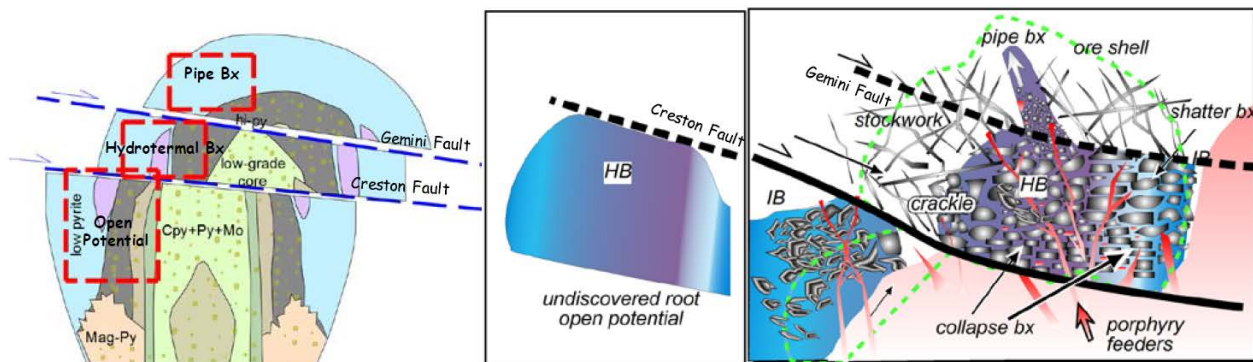 Pipe Bx
hi-py
Gemini Fault
Hydrotermal Bx
low-grade
core
Creston Fault
Open
Potential
low pyrite
Cpy+Py+Mo
Mag-Py
Creston Fault
HB
undiscovered root
open potential
pipe bx
ore shell
Gemini Fault
stockwork
shatter bx
IB
IB
HB
crackle
collapse bx
porphyry
feeders